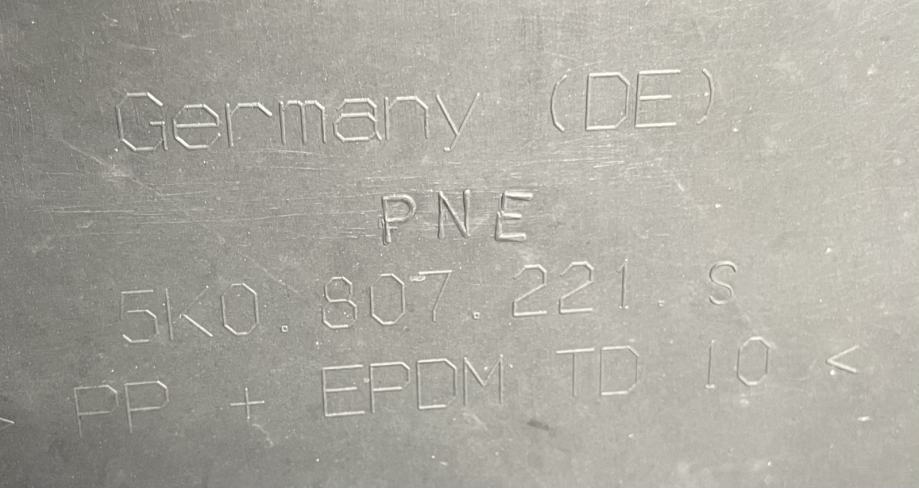 Germany (DE)
PNE
5K0.807.221.S
> PP + EPDM TD 10 <